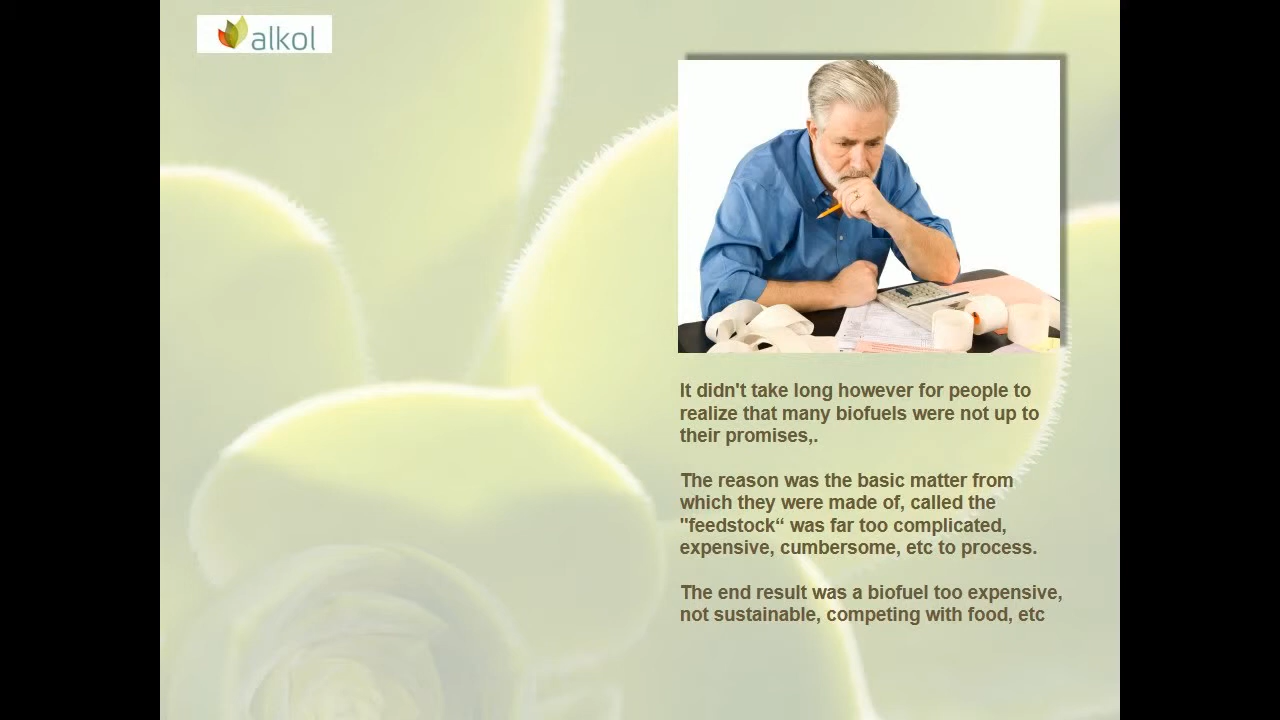 alkol
It didn't take long however for people to
realize that many biofuels were not up to
their promises,.
The reason was the basic matter from
which they were made of, called the
"feedstock“ was far too complicated,
expensive, cumbersome, etc to process.
The end result was a biofuel too expensive,
not sustainable, competing with food, etc